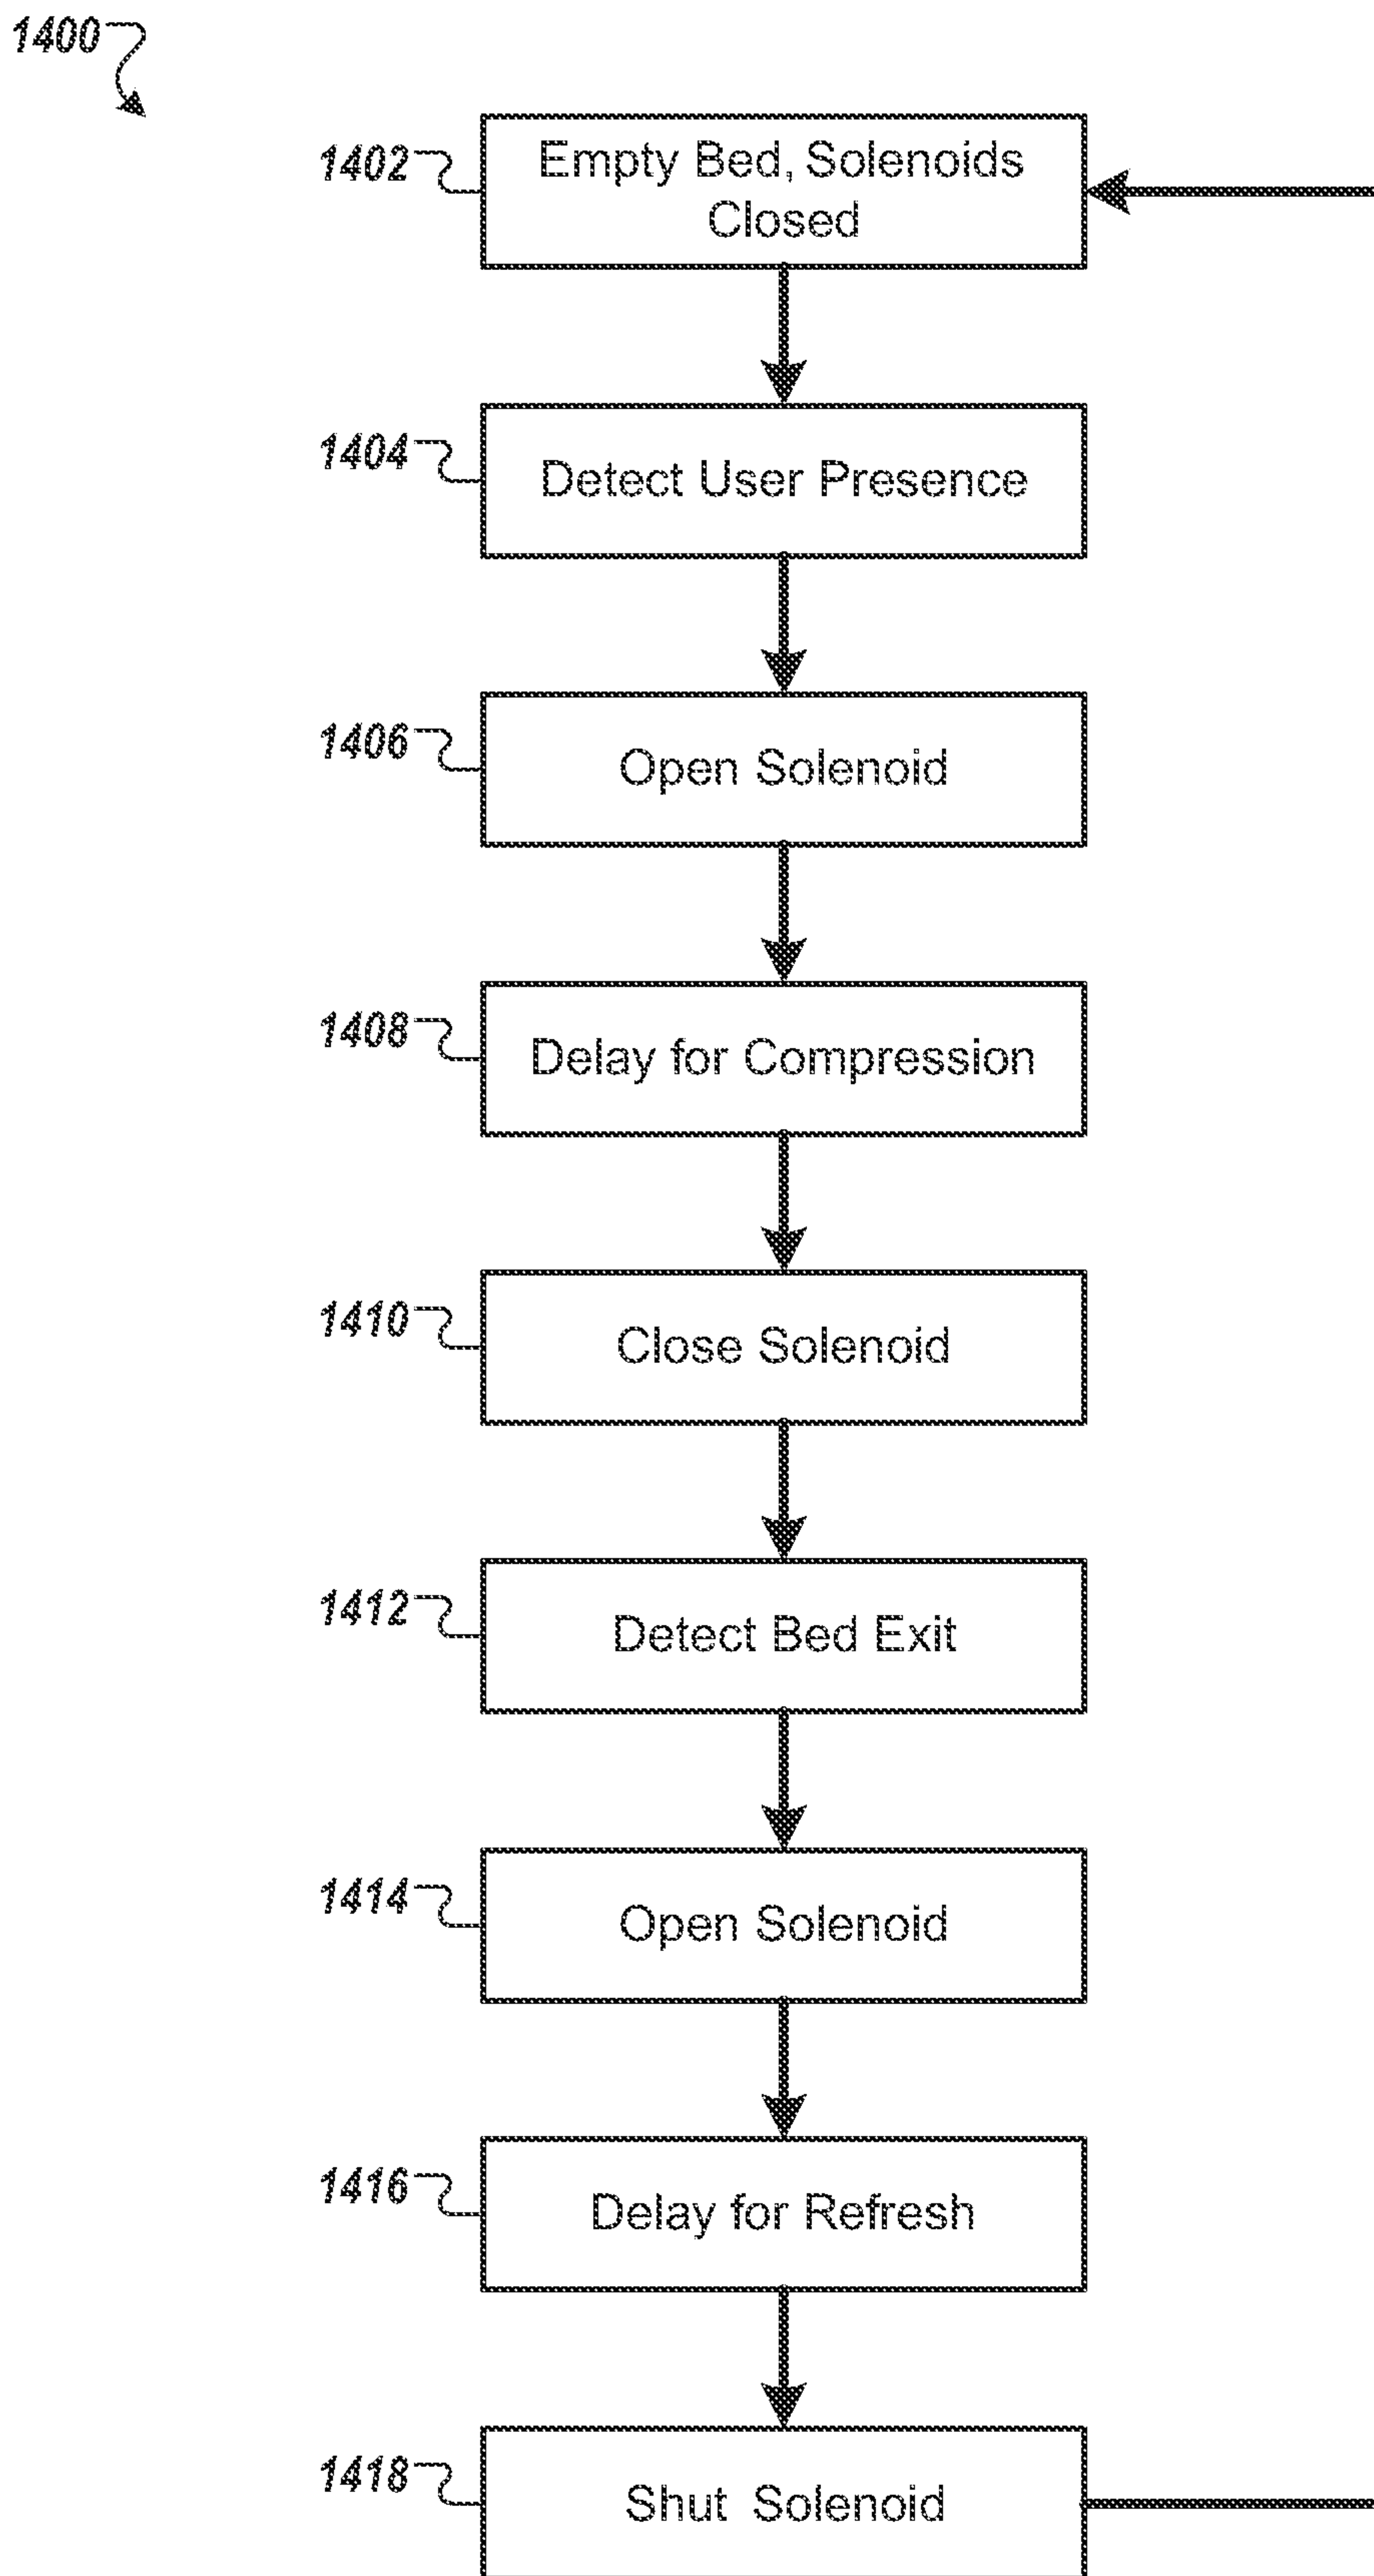 1400
1402
Empty Bed, Solenoids
Closed
1404
Detect User Presence
1406
Open Solenoid
1408
Delay for Compression
1410
Close Solenoid
1412
Detect Bed Exit
1414
Open Solenoid
1416
Delay for Refresh
1418
Shut Solenoid